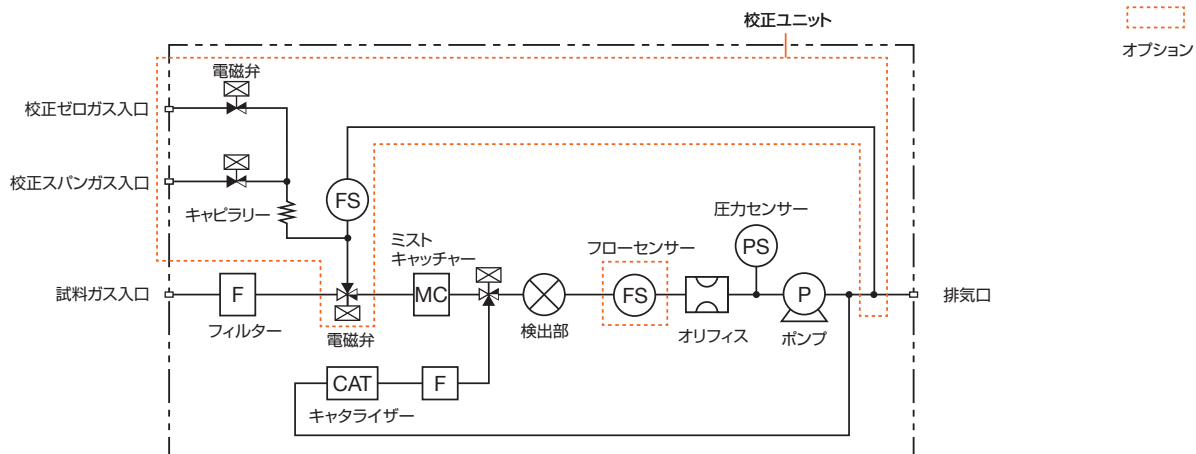 校正ユニット
オプション
電磁弁
校正ゼロガス入口
校正スパンガス入口
キャピラリー
FS
圧力センサー
PS
ミスト
キャッチャー
フローセンサー
試料ガス入口
F
MC
FS
P
排気口
フィルター
電磁弁
検出部
オリフィス
ポンプ
CAT
F
キャタライザー